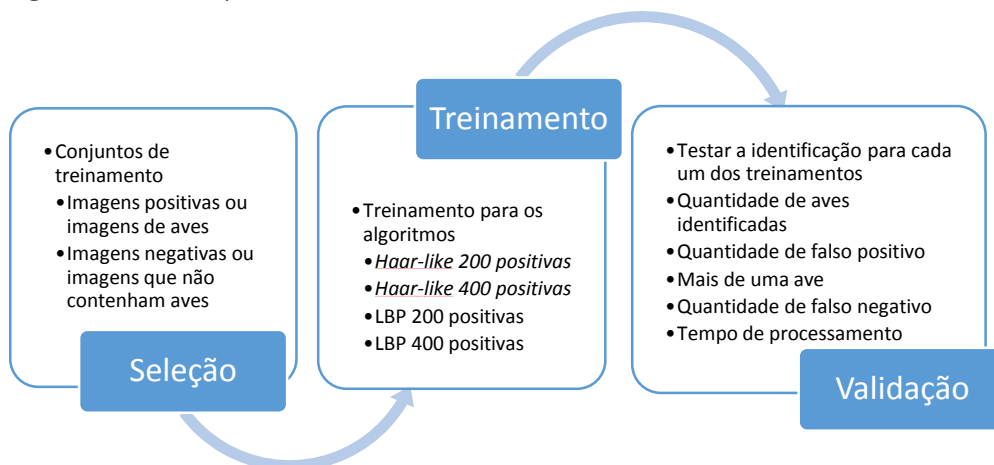 •Conjuntos de
treinamento
•Imagens positivas ou
imagens de aves
•Imagens negativas ou
imagens que não
contenham aves
Seleção
Treinamento
•Treinamento para os
algoritmos
•Haar-like 200 positivas
•Haar-like 400 positivas
•LBP 200 positivas
•LBP 400 positivas
•Testar a identificação para cada
um dos treinamentos
•Quantidade de aves
identificadas
•Quantidade de falso positivo
•Mais de uma ave
•Quantidade de falso negativo
•Tempo de processamento
Validação